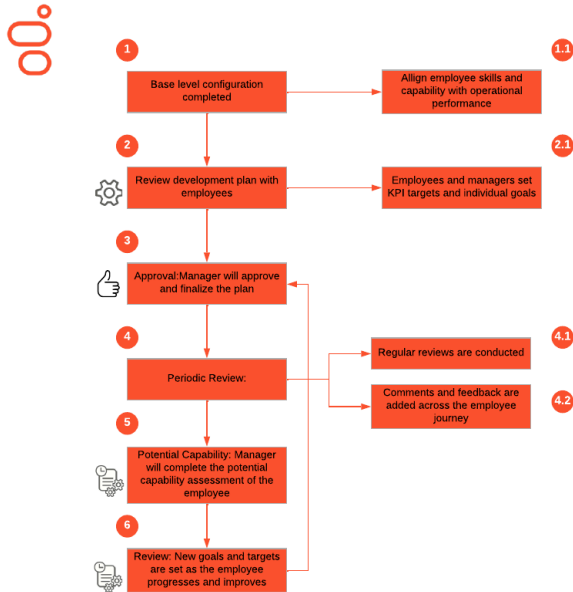 1
1.1
Base level configuration
completed
Allign employee skills and
capability with operational
performance
2
2.1
Review development plan with
employees
Employees and managers set
KPI targets and individual goals
3
Approval:Manager will approve
and finalize the plan
4
4.1
Periodic Review:
Regular reviews are conducted
4.2
Comments and feedback are
added across the employee
journey
5
Potential Capability: Manager
will complete the potential
capability assessment of the
employee
6
Review: New goals and targets
are set as the employee
progresses and improves